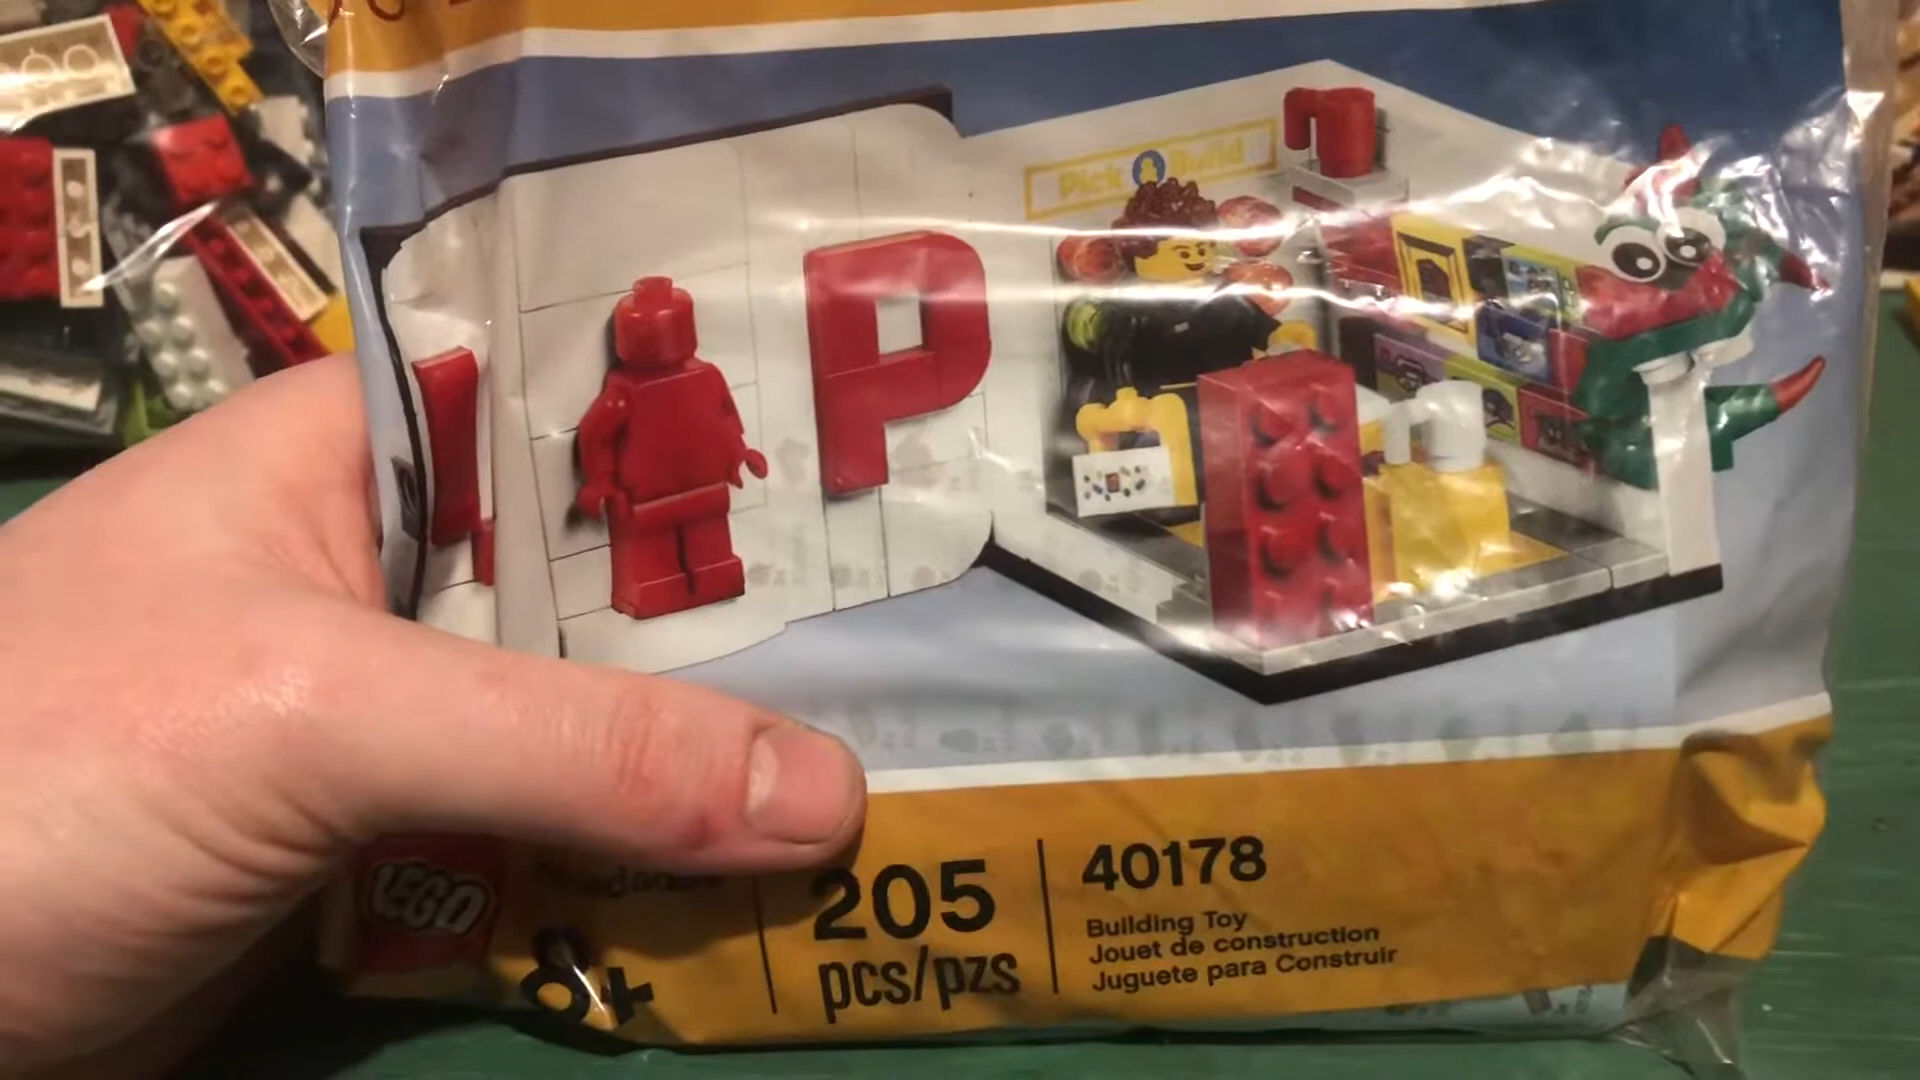 Pick Build
P
LEGO
205
pcs/pzs
40178
Building Toy
Jouet de construction
Juguete para Construir